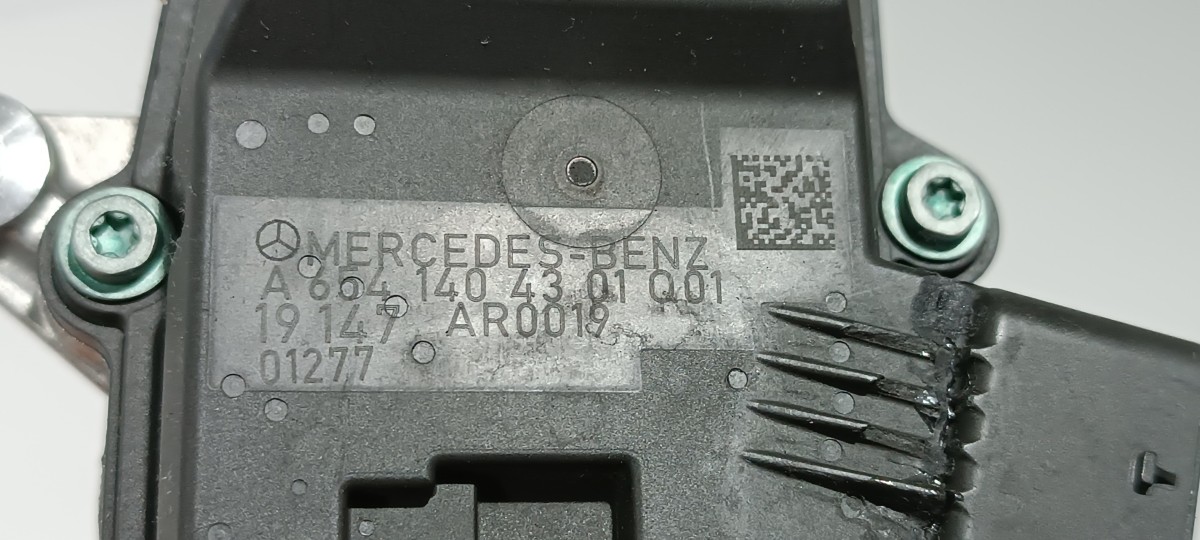 MERCEDES-BENZ
A 654 140 43 01 Q01
19 147 AR0019
01277